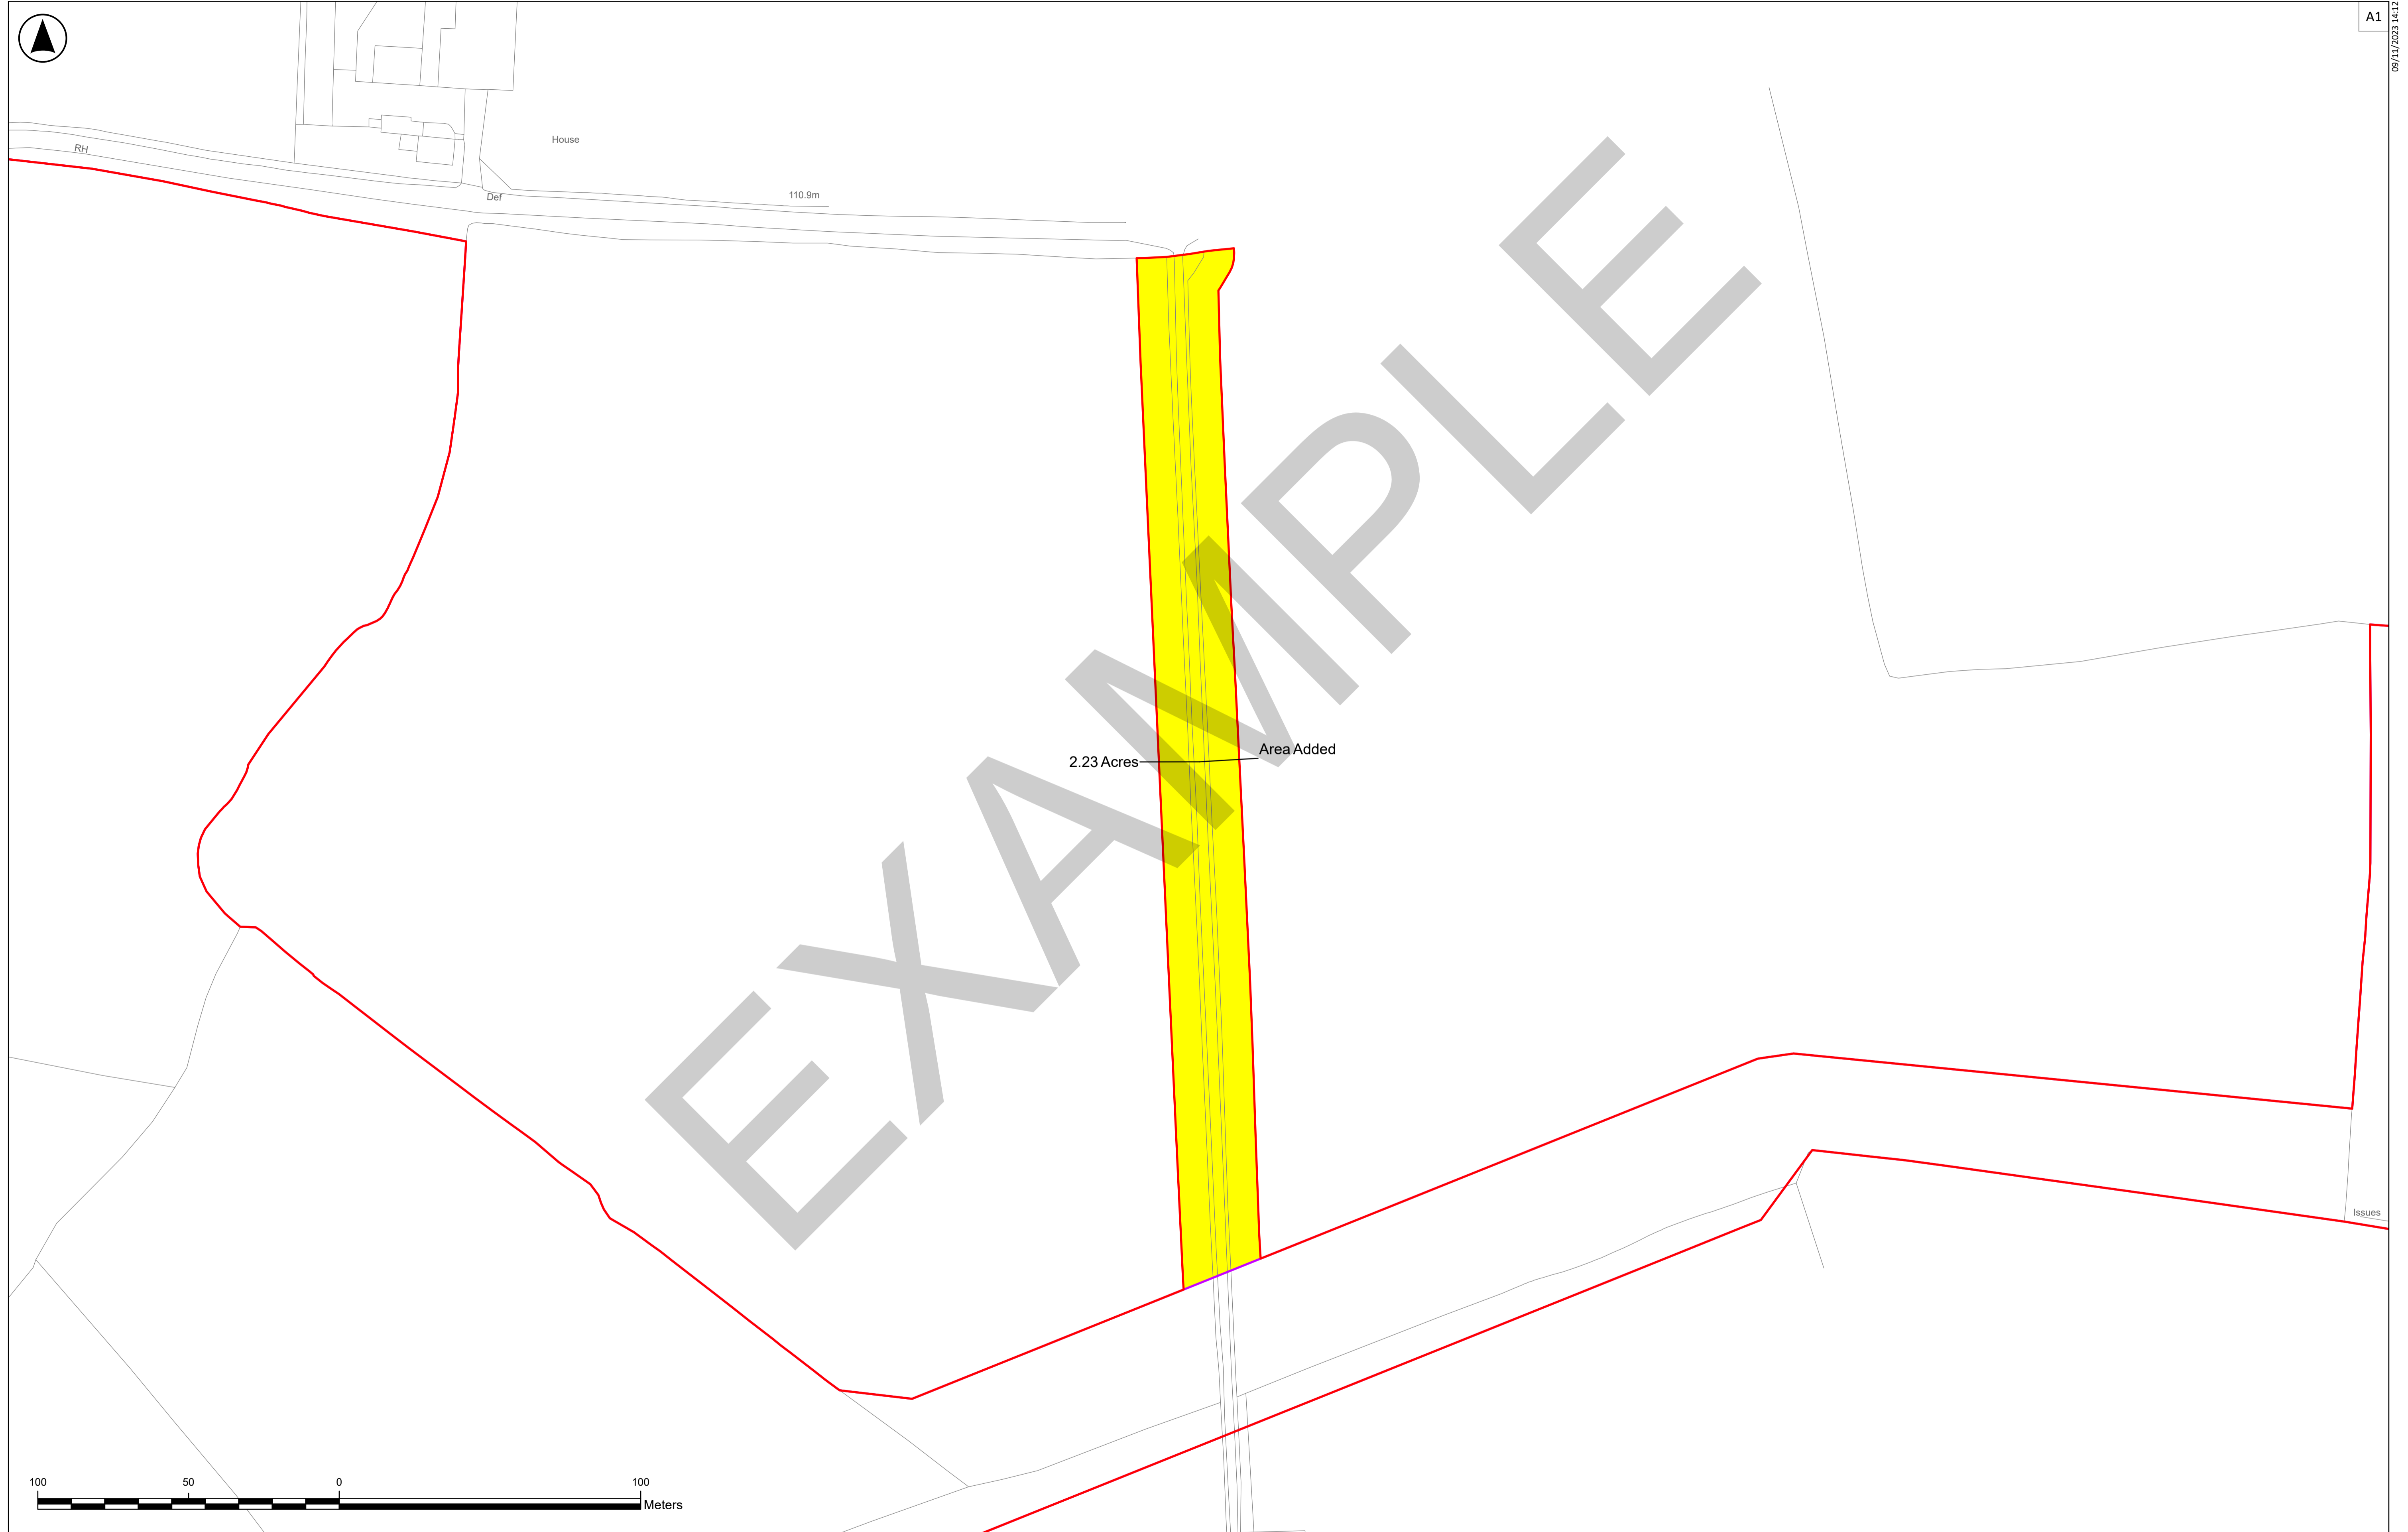 A1
09/11/2023 14:12
House
RH
Def
110.9m
EXAMPLE
Area Added
2.23 Acres
Issues
100 50 0 100
Meters